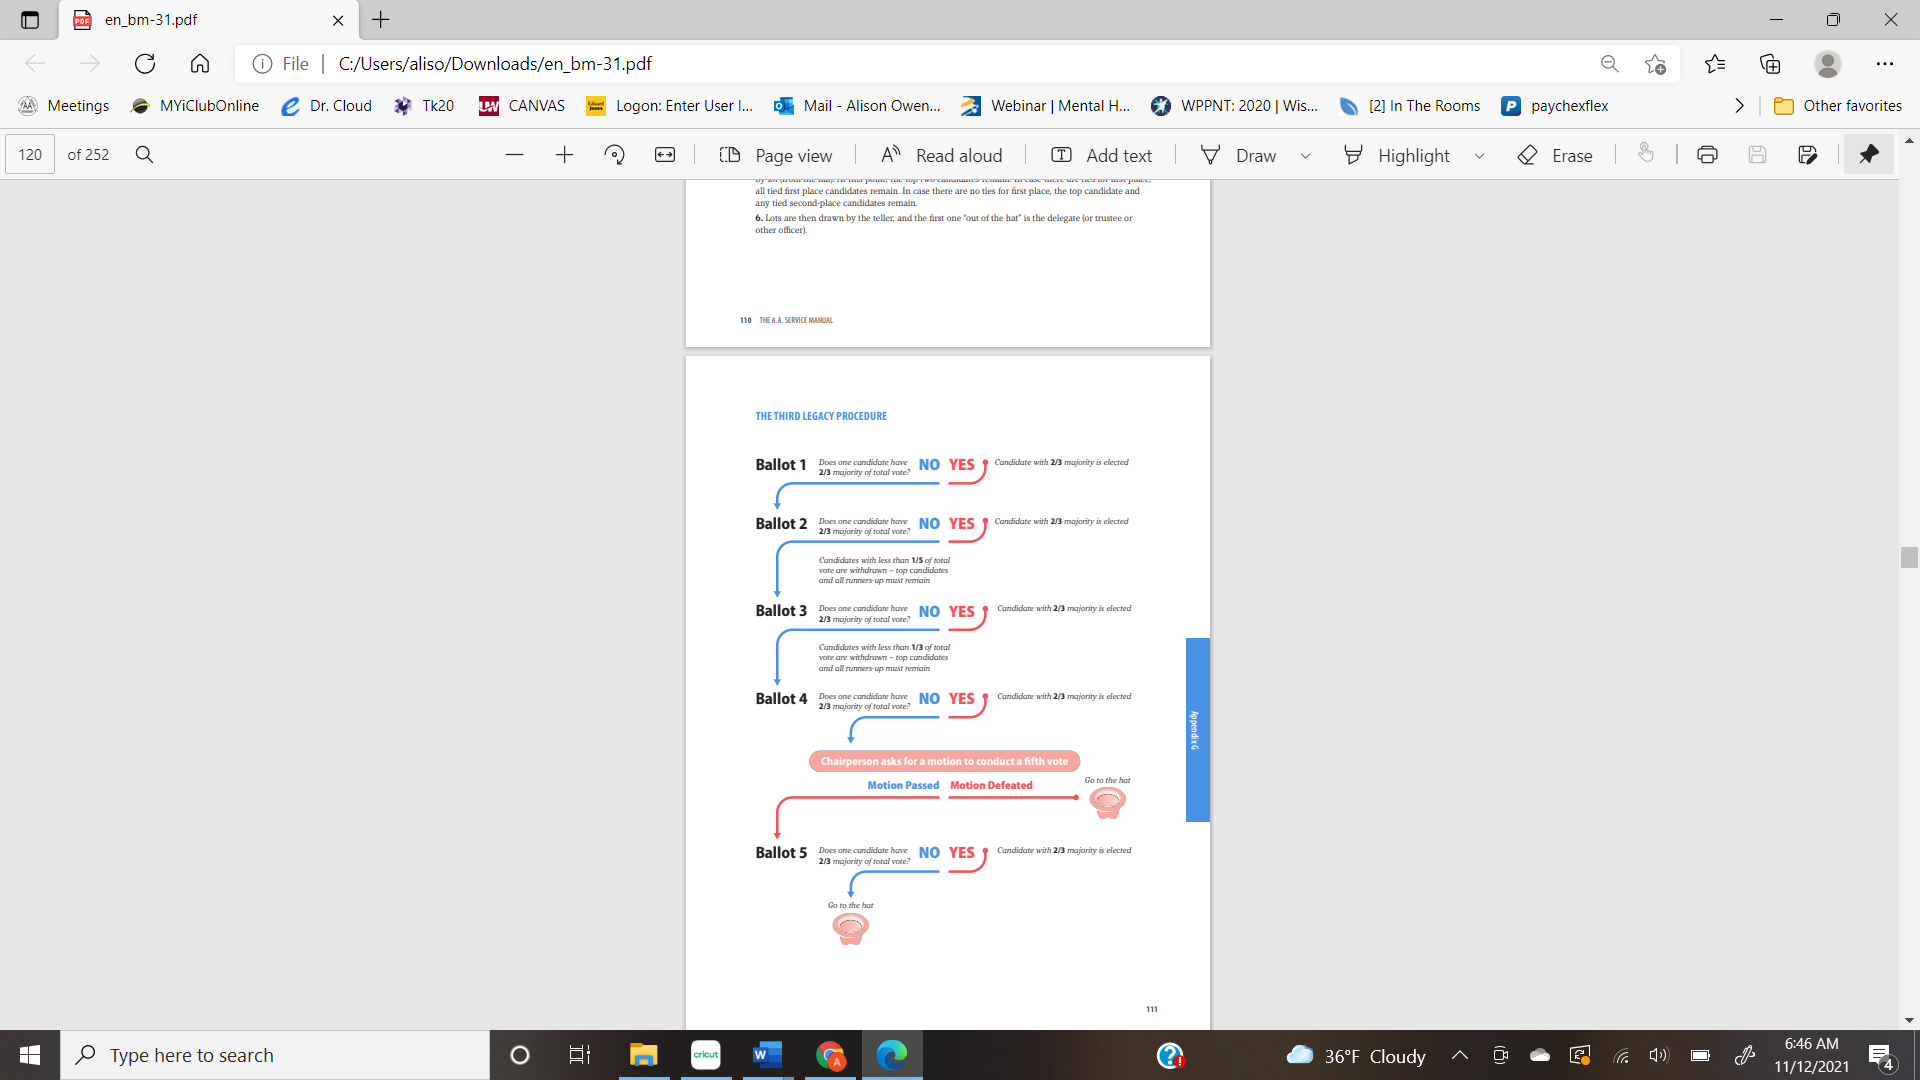 en_bm-31.pdf
File
C:/Users/aliso/Downloads/en_bm-31.pdf
Meetings
MYiClubOnline
Dr. Cloud
Tk20
CANVAS
Logon: Enter User I...
Mail - Alison Owen...
Webinar | Mental H...
WPPNT: 2020 | Wis...
[2] In The Rooms
paychexflex
Other favorites
120 of 252
Page view
Read aloud
Add text
Draw
Highlight
Erase
all tied first place candidates remain. In case there are no ties for first place, the top candidate and
any tied second-place candidates remain.
6. Lots are then drawn by the teller, and the first one "out of the hat" is the delegate (or trustee or
other officer).
110 THE A.A. SERVICE MANUAL
THE THIRD LEGACY PROCEDURE
Ballot 1 Does one candidate have
2/3 majority of total vote? NO YES Candidate with 2/3 majority is elected
Ballot 2 Does one candidate have
2/3 majority of total vote? NO YES Candidate with 2/3 majority is elected
Candidates with less than 1/5 of total
vote are withdrawn – top candidates
and all runners-up must remain
Ballot 3 Does one candidate have
2/3 majority of total vote? NO YES Candidate with 2/3 majority is elected
Candidates with less than 1/3 of total
vote are withdrawn – top candidates
and all runners-up must remain
Ballot 4 Does one candidate have
2/3 majority of total vote? NO YES Candidate with 2/3 majority is elected
Chairperson asks for a motion to conduct a fifth vote
Motion Passed Motion Defeated
Go to the hat
Ballot 5 Does one candidate have
2/3 majority of total vote? NO YES Candidate with 2/3 majority is elected
Go to the hat
Appendix G
111
Type here to search
cricut
36°F Cloudy
6:46 AM
11/12/2021
4